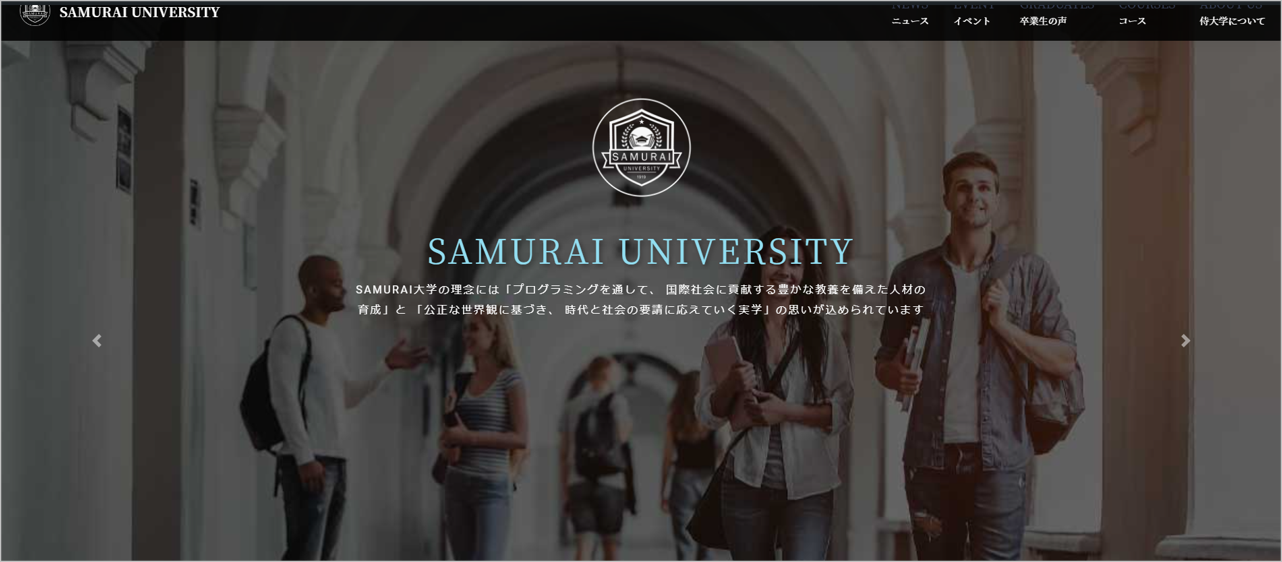 SAMURAI UNIVERSITY
NEWS EVENT GRADUATES COURSES ABOUT US
ニュース イベント 卒業生の声 コース 侍大学について
SAMURAI
UNIVERSITY
SAMURAI UNIVERSITY
SAMURAI大学の理念には「プログラミングを通して、 国際社会に貢献する豊かな教養を備えた人材の
育成」と 「公正な世界観に基づき、 時代と社会の要請に応えていく実学」の思いが込められています